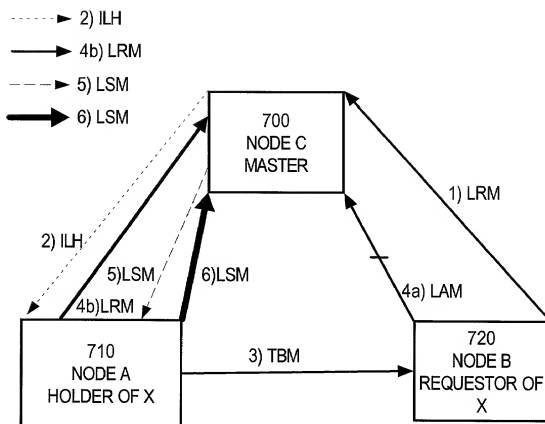 2) ILH
4b) LRM
5) LSM
6) LSM
700
NODE C
MASTER
1) LRM
2) ILH
5)LSM
6)LSM
4b)LRM
4a) LAM
710
NODE A
HOLDER OF X
3) TBM
720
NODE B
REQUESTOR OF
X